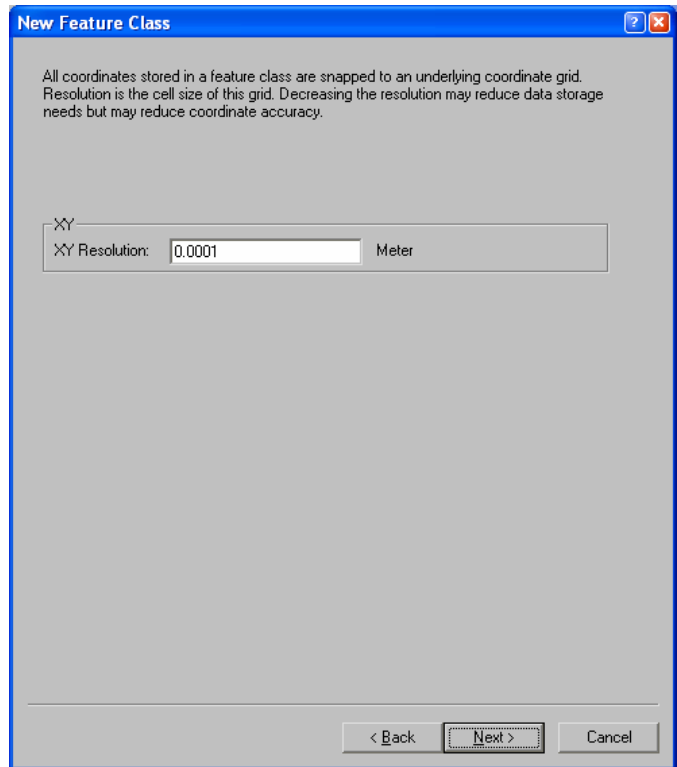 New Feature Class
All coordinates stored in a feature class are snapped to an underlying coordinate grid.
Resolution is the cell size of this grid. Decreasing the resolution may reduce data storage
needs but may reduce coordinate accuracy.
XY
XY Resolution: 0.0001 Meter
< Back Next > Cancel